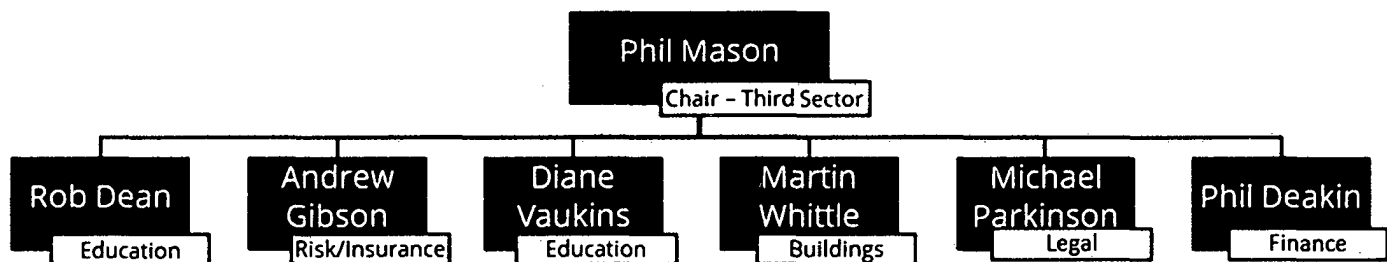 Phil Mason
Chair – Third Sector
Rob Dean
Education
Andrew
Gibson
Risk/Insurance
Diane
Vaukins
Education
Martin
Whittle
Buildings
Michael
Parkinson
Legal
Phil Deakin
Finance